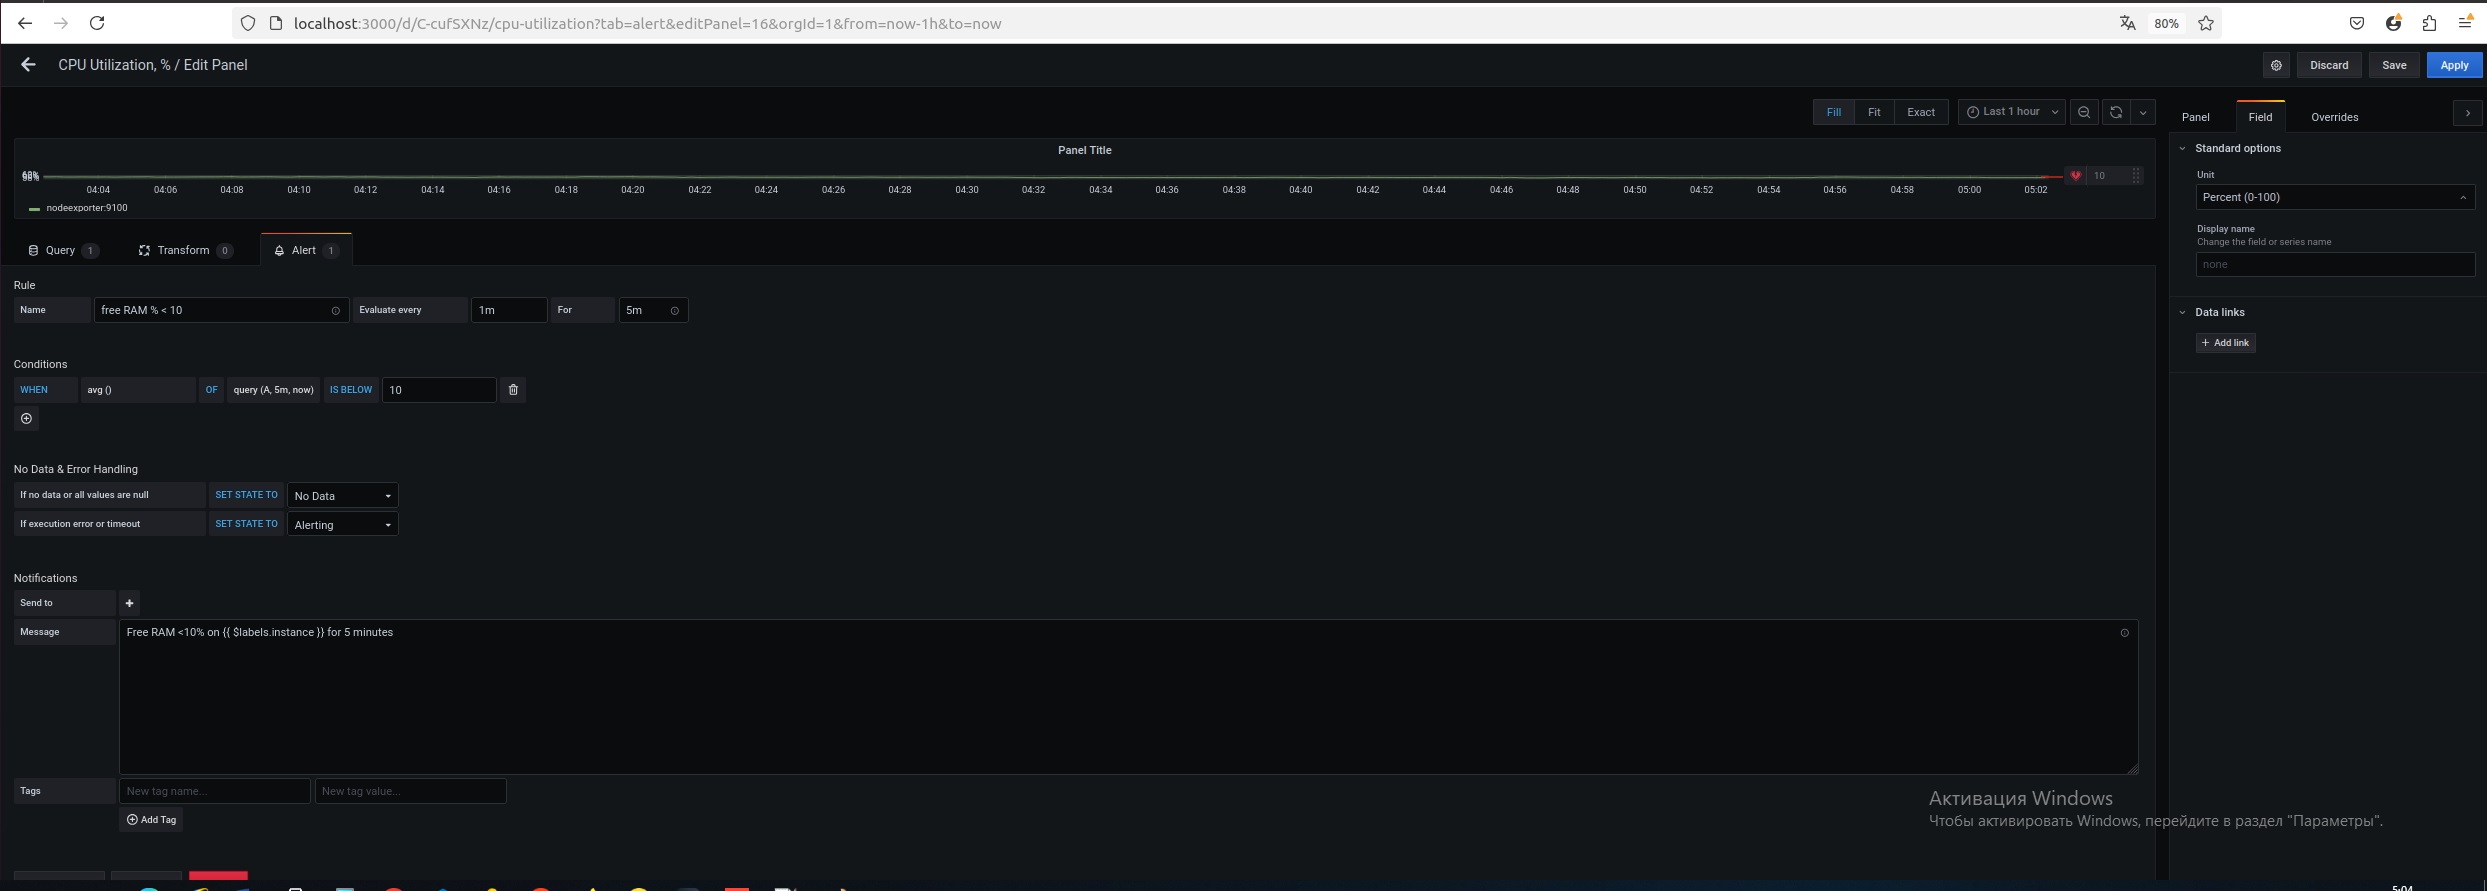 localhost:3000/d/C-cufSXNz/cpu-utilization?tab=alert&editPanel=16&orgId=1&from=now-1h&to=now
80%
CPU Utilization, % / Edit Panel
Discard
Save
Apply
Fill
Fit
Exact
Last 1 hour
Panel
Field
Overrides
Panel Title
04:04 04:06 04:08 04:10 04:12 04:14 04:16 04:18 04:20 04:22 04:24 04:26 04:28 04:30 04:32 04:34 04:36 04:38 04:40 04:42 04:44 04:46 04:48 04:50 04:52 04:54 04:56 04:58 05:00 05:02
10
nodeexporter:9100
Standard options
Unit
Percent (0-100)
Display name
Change the field or series name
none
Data links
Add link
Query 1
Transform 0
Alert 1
Rule
Name free RAM % < 10 Evaluate every 1m For 5m
Conditions
WHEN avg () OF query (A, 5m, now) IS BELOW 10
No Data & Error Handling
If no data or all values are null SET STATE TO No Data
If execution error or timeout SET STATE TO Alerting
Notifications
Send to
Message Free RAM <10% on {{ $labels.instance }} for 5 minutes
Tags New tag name... New tag value...
Add Tag
Активация Windows
Чтобы активировать Windows, перейдите в раздел "Параметры".